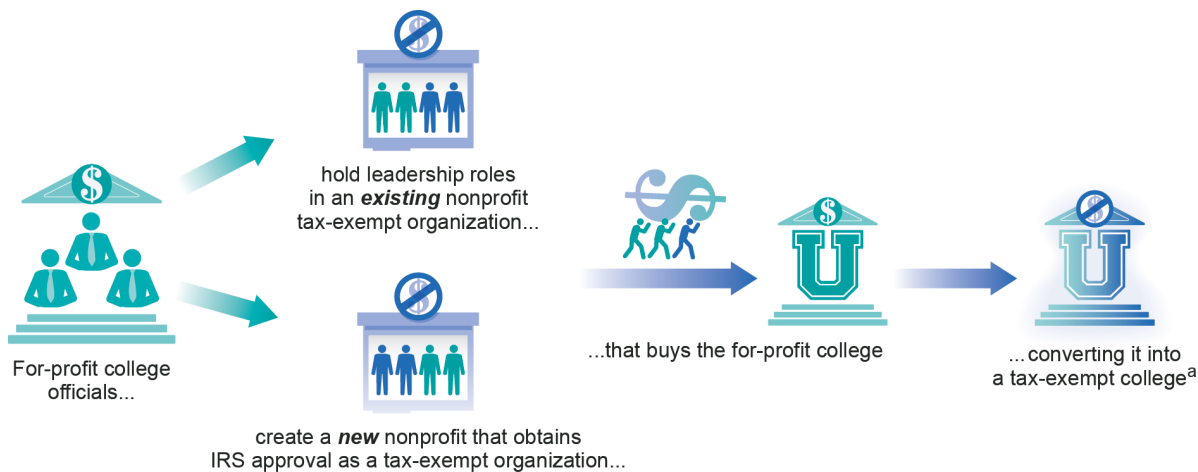 For-profit college
officials...
hold leadership roles
in an existing nonprofit
tax-exempt organization...
create a new nonprofit that obtains
IRS approval as a tax-exempt organization...
$
$
$
$
...that buys the for-profit college
U
$
...converting it into
a tax-exempt collegeᵃ
U
$